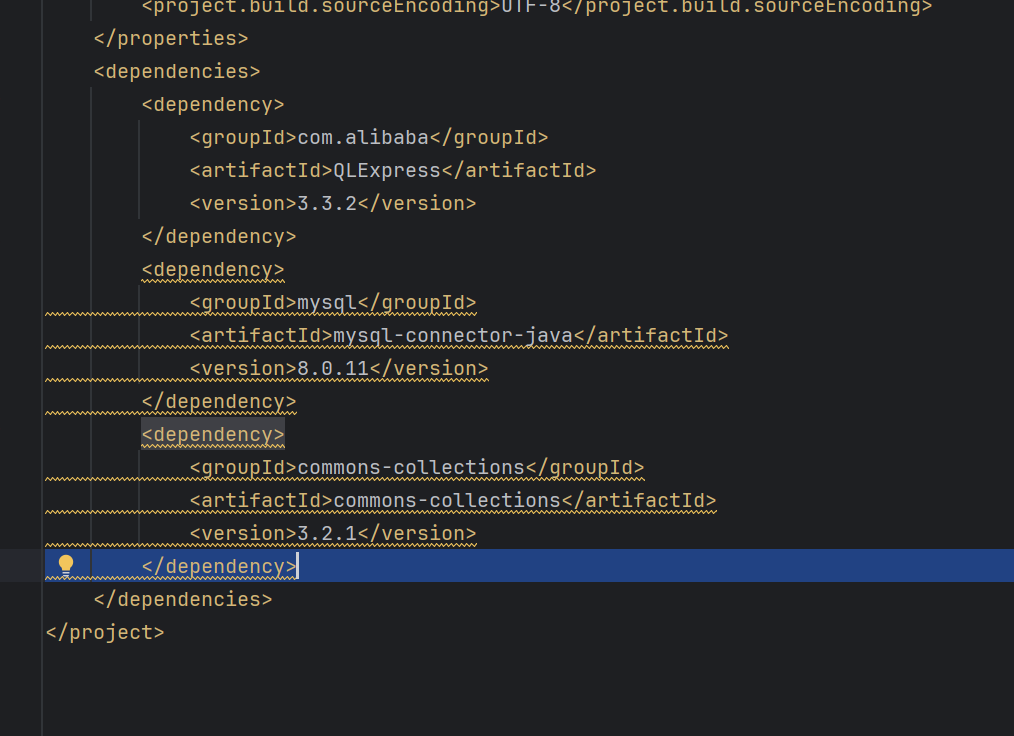 <project.build.sourceEncoding>UTF-8</project.build.sourceEncoding>
</properties>
<dependencies>
<dependency>
<groupId>com.alibaba</groupId>
<artifactId>QLExpress</artifactId>
<version>3.3.2</version>
</dependency>
<dependency>
<groupId>mysql</groupId>
<artifactId>mysql-connector-java</artifactId>
<version>8.0.11</version>
</dependency>
<dependency>
<groupId>commons-collections</groupId>
<artifactId>commons-collections</artifactId>
<version>3.2.1</version>
</dependency>
</dependencies>
</project>